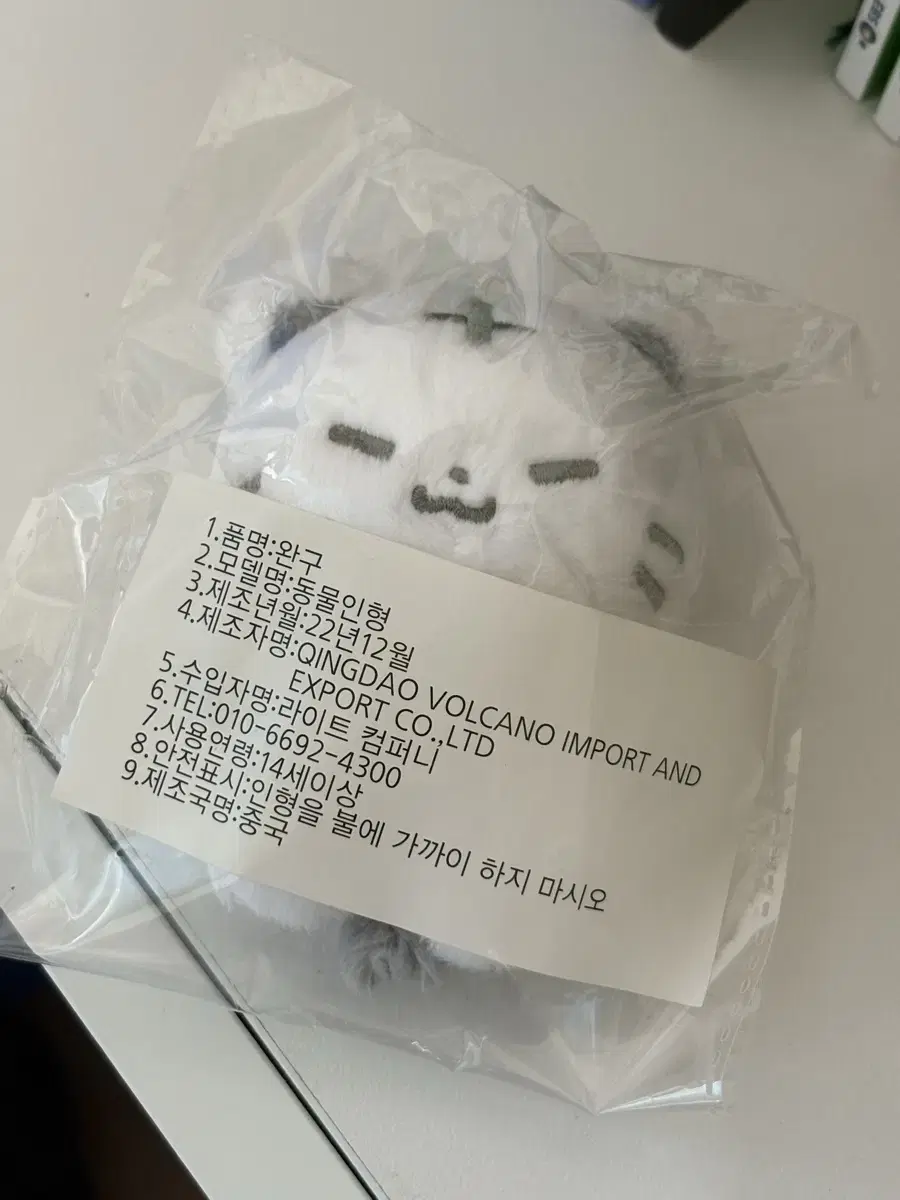 1.품명:완구
2.모델명:동물인형
3.제조년월:22년12월
4.제조자명:QINGDAO VOLCANO IMPORT AND
EXPORT CO.,LTD
5.수입자명:라이트 컴퍼니
6.TEL:010-6692-4300
7.사용연령:14세이상
8.안전표시:인형을 불에 가까이 하지 마시오
9.제조국명:중국
EBS